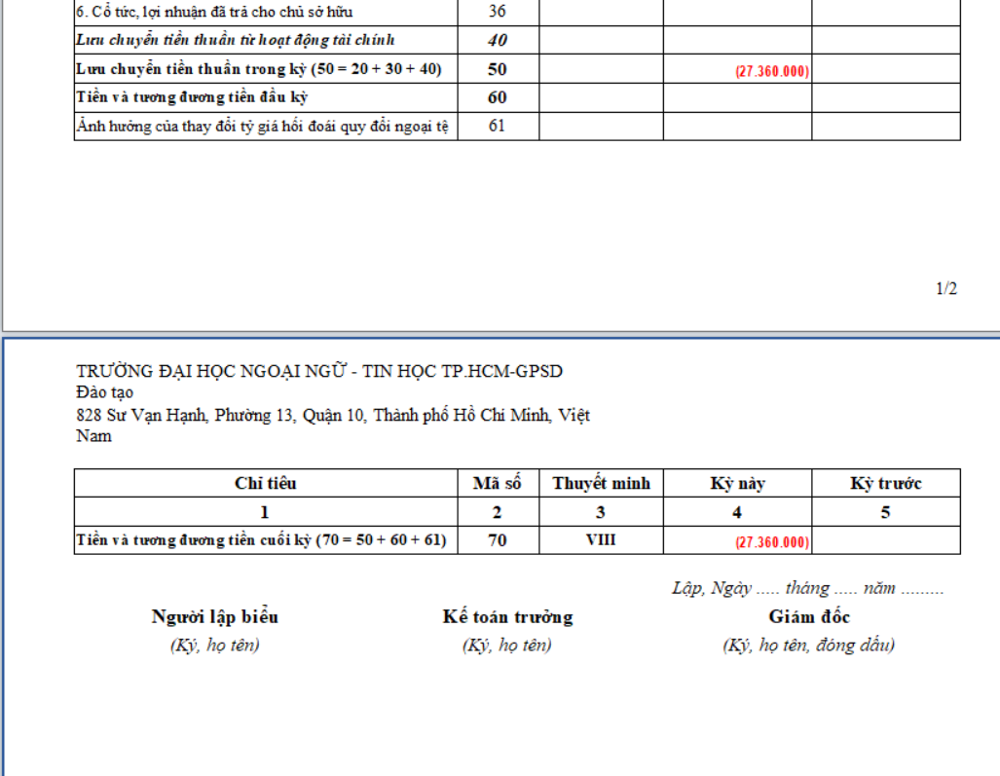 6. Cổ tức, lợi nhuận đã trả cho chủ sở hữu 36
Lưu chuyển tiền thuần từ hoạt động tài chính 40
Lưu chuyển tiền thuần trong kỳ (50 = 20 + 30 + 40) 50 (27.360.000)
Tiền và tương đương tiền đầu kỳ 60
Ảnh hưởng của thay đổi tỷ giá hối đoái quy đổi ngoại tệ 61
1/2
TRƯỜNG ĐẠI HỌC NGOẠI NGỮ - TIN HỌC TP.HCM-GPSD
Đào tạo
828 Sư Vạn Hạnh, Phường 13, Quận 10, Thành phố Hồ Chí Minh, Việt
Nam
Chỉ tiêu Mã số Thuyết minh Kỳ này Kỳ trước
1 2 3 4 5
Tiền và tương đương tiền cuối kỳ (70 = 50 + 60 + 61) 70 VIII (27.360.000)
Lập, Ngày ..... tháng ..... năm .........
Người lập biểu Kế toán trưởng Giám đốc
(Ký, họ tên) (Ký, họ tên) (Ký, họ tên, đóng dấu)